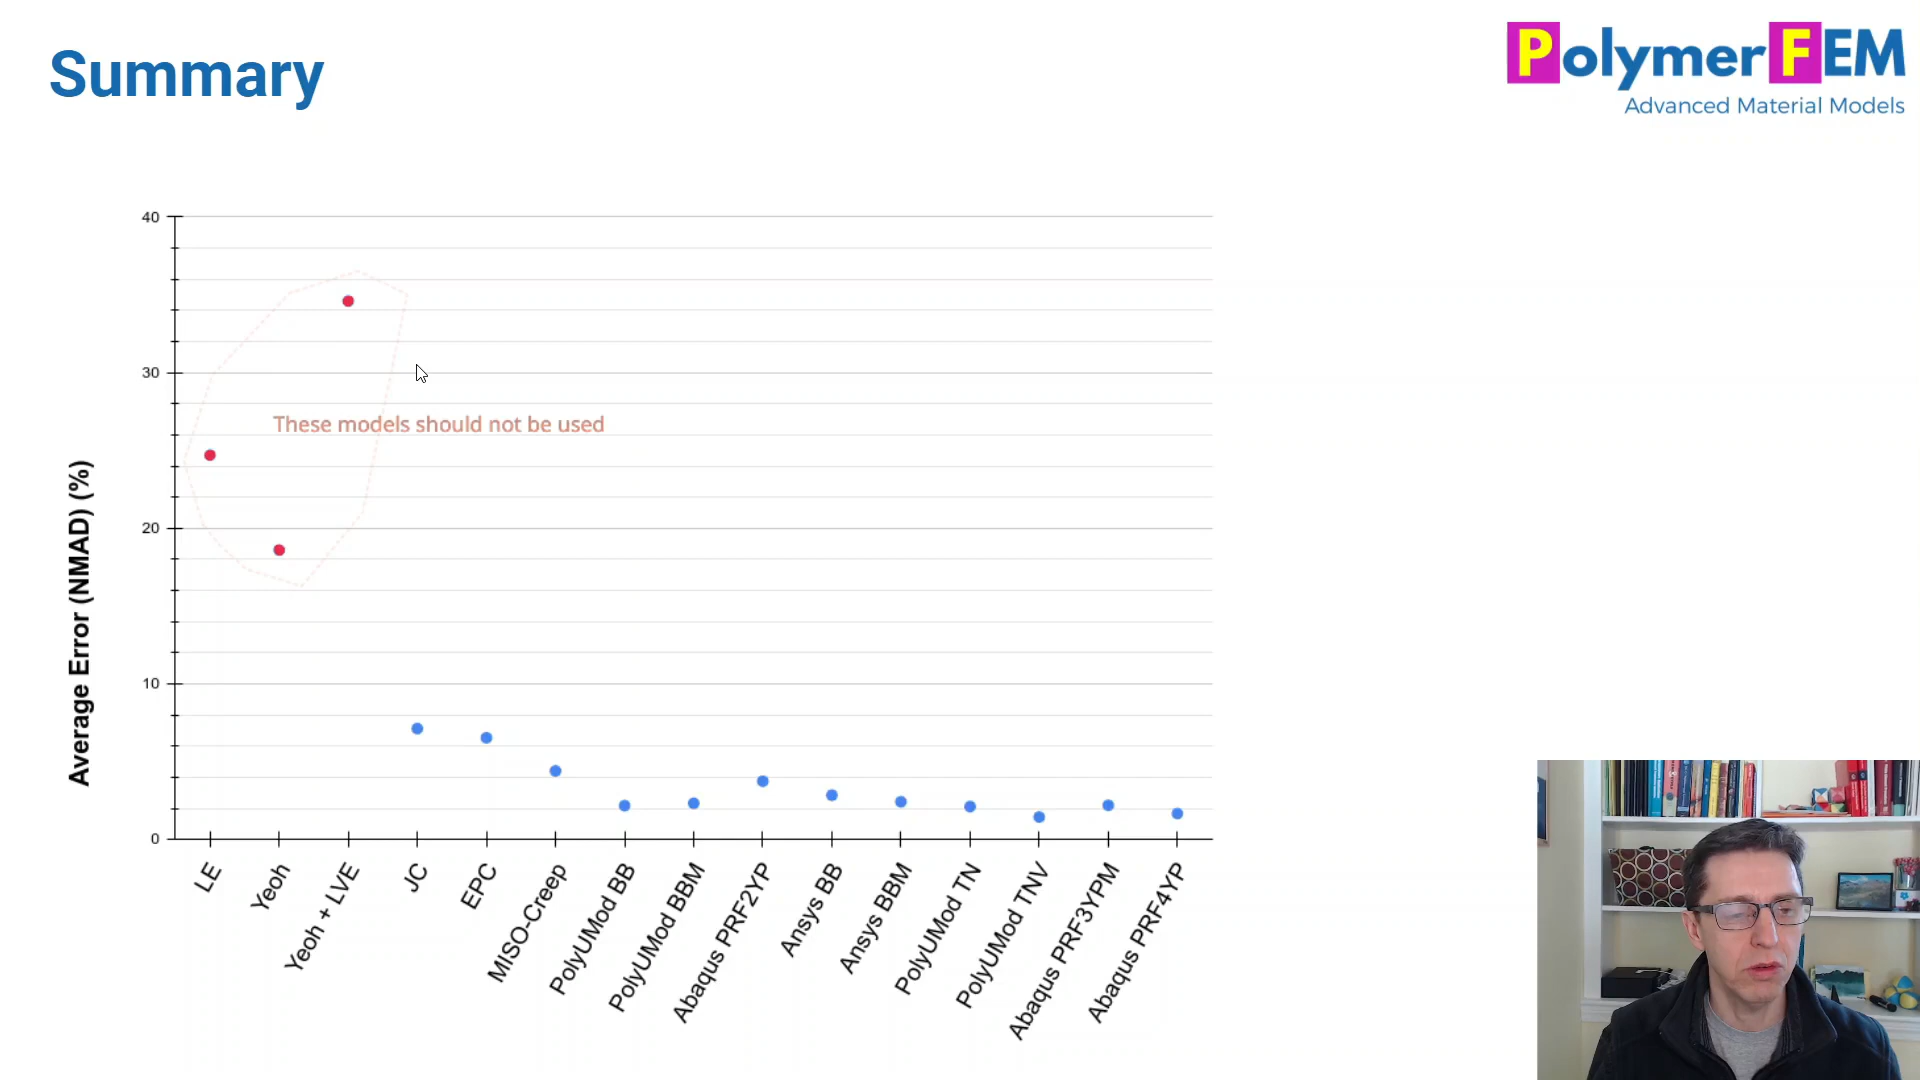 Summary
PolymerFEM
Advanced Material Models
40
30
20
10
0
Average Error (NMAD) (%)
These models should not be used
LE
Yeoh
Yeoh + LVE
JC
EPC
MISO-Creep
PolyUMod BB
PolyUMod BBM
Abaqus PRF2YP
Ansys BB
Ansys BBM
PolyUMod TN
PolyUMod TNV
Abaqus PRF3YPM
Abaqus PRF4YP